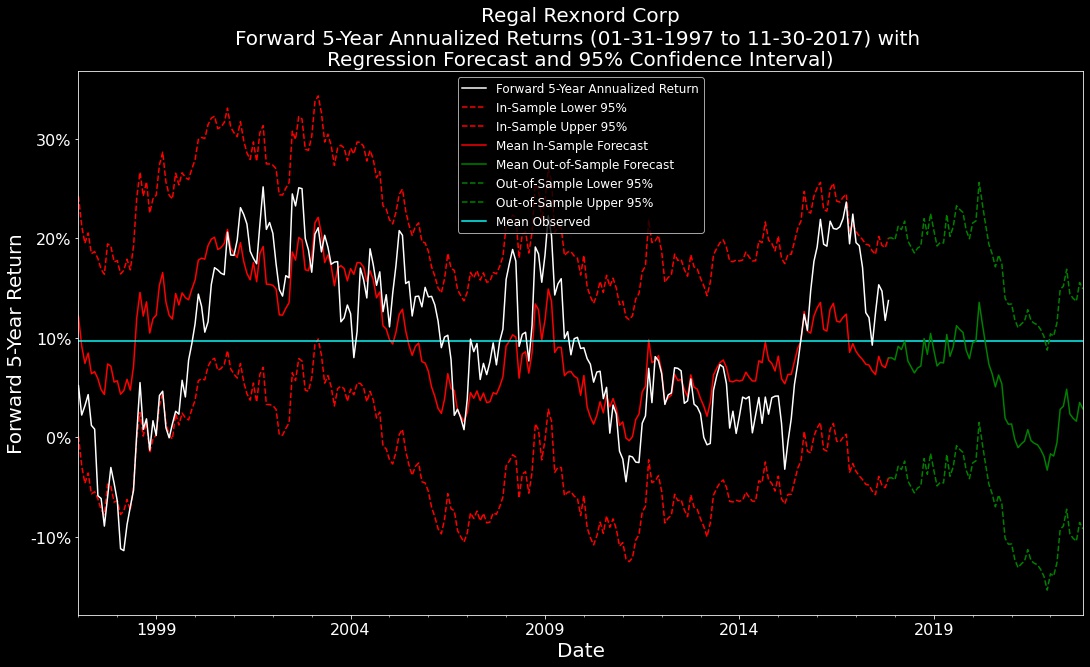 Regal Rexnord Corp
Forward 5-Year Annualized Returns (01-31-1997 to 11-30-2017) with
Regression Forecast and 95% Confidence Interval)
Forward 5-Year Annualized Return
In-Sample Lower 95%
In-Sample Upper 95%
Mean In-Sample Forecast
Mean Out-of-Sample Forecast
Out-of-Sample Lower 95%
Out-of-Sample Upper 95%
Mean Observed
Forward 5-Year Return
30%
20%
10%
0%
-10%
1999
2004
2009
2014
2019
Date